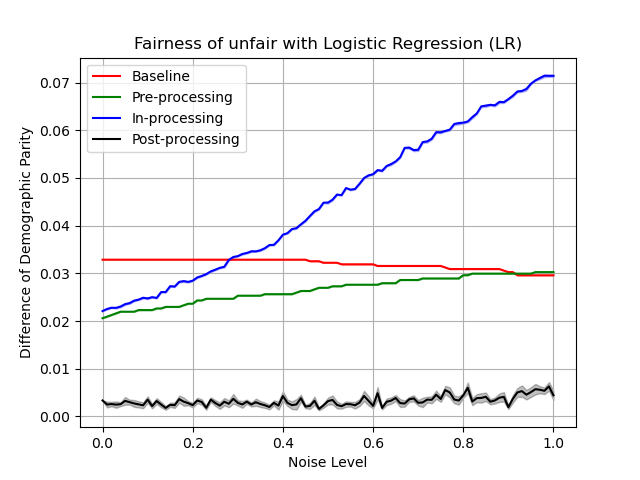 Fairness of unfair with Logistic Regression (LR)
Baseline
Pre-processing
In-processing
Post-processing
Difference of Demographic Parity
0.07
0.06
0.05
0.04
0.03
0.02
0.01
0.00
0.0 0.2 0.4 0.6 0.8 1.0
Noise Level